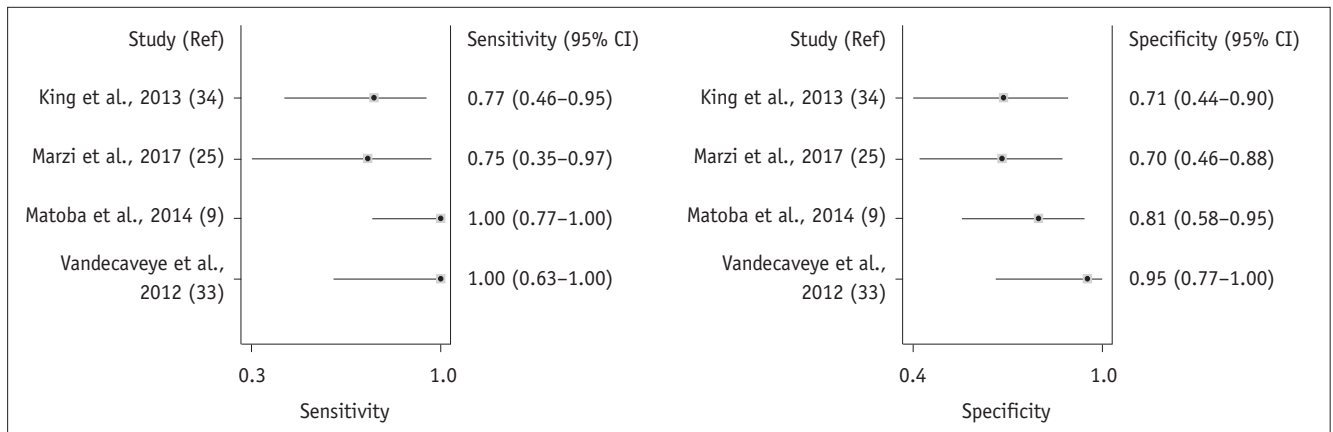 Study (Ref) Sensitivity (95% CI)
King et al., 2013 (34) 0.77 (0.46–0.95)
Marzi et al., 2017 (25) 0.75 (0.35–0.97)
Matoba et al., 2014 (9) 1.00 (0.77–1.00)
Vandecaveye et al.,
2012 (33) 1.00 (0.63–1.00)
0.3 1.0
Sensitivity
Study (Ref) Specificity (95% CI)
King et al., 2013 (34) 0.71 (0.44–0.90)
Marzi et al., 2017 (25) 0.70 (0.46–0.88)
Matoba et al., 2014 (9) 0.81 (0.58–0.95)
Vandecaveye et al.,
2012 (33) 0.95 (0.77–1.00)
0.4 1.0
Specificity